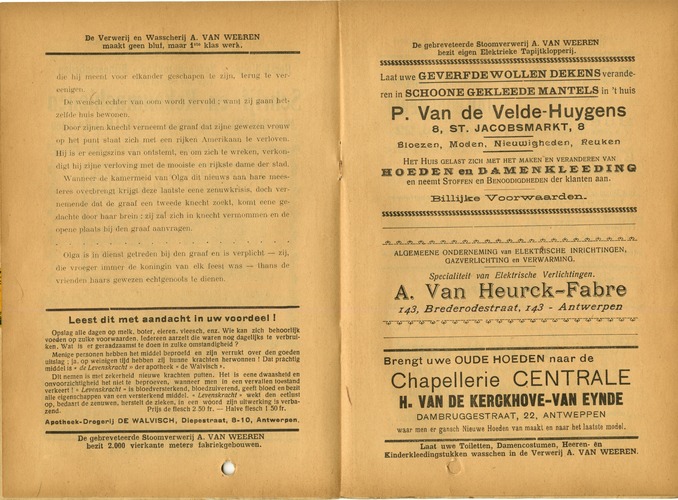 De Verwerij en Wasscherij A. VAN WEEREN
maakt geen bluf, maar 1me klas werk.
die hij meent voor elkander geschapen te zijn, terug te ver-
eenigen.
De wensch echter van oom wordt vervuld; want zij gaan het-
zelfde huis bewonen.
Door zijnen knecht verneemt de graaf dat zijne gewezen vrouw
op het punt staat zich met een rijken Amerikaan te verloven.
Hij is er eenigszins van ontstemd, en om zich te wreken, verkon-
digt hij zijne verloving met de mooiste en rijkste dame der stad.
Wanneer de kamermeid van Olga dit nieuws aan hare mees-
teres overbrengt krijgt deze laatste eene zenuwkrisis, doch ver-
nemende dat de graaf een tweede knecht zoekt, komt eene ge-
dachte door haar brein: zij zal zich in knecht vermommen en de
opene plaats bij den graaf aanvragen.
Olga is in dienst getreden bij den graaf en is verplicht — zij,
die vroeger immer de koningin van elk feest was — thans de
vrienden haars gewezen echtgenoots te dienen.
Leest dit met aandacht in uw voordeel !
Opslag alle dagen op melk, boter, eieren, vleesch, enz. Wie kan zich behoorlijk
voeden op zulke voorwaarden. Iedereen aarzelt die waren nog dagelijks te verbrui-
ken. Wat is er geraadzaamst te doen in zulke omstandigheid ?
Menige personen hebben het middel beproefd en zijn verrukt over den goeden
uitslag; ja, op weinigen tijd hebben zij hunne krachten herwonnen ! Dat prachtig
middel is « de Levenskracht » der apotheek « de Walvisch ».
Dit nemen is met zekerheid nieuwe krachten putten. Het is eene dwaasheid en
onvoorzichtigheid het niet te beproeven, wanneer men in een vervallen toestand
verkeert ! « Levenskracht » is bloedversterkend, bloedzuiverend, geeft bloed en bezit
alle eigenschappen van een versterkend middel. « Levenskracht » wekt den eetlust
op, bedaart de zenuwen, herstelt de zieken, in een woord zijn uitwerking is verba-
zend. Prijs de flesch 2.50 fr. — Halve flesch 1 50 fr.
Apotheek-Drogerij DE WALVISCH, Diepestraat, 8-10, Antwerpen.
De gebreveteerde Stoomverwerij A. VAN WEEREN
bezit 2.000 vierkante meters fabriekgebouwen.
De gebreveteerde Stoomverwerij A. VAN WEEREN
bezit eigen Elektrieke Tapijtklopperij.
Laat uwe GEVERFDE WOLLEN DEKENS verande-
ren in SCHOONE GEKLEEDE MANTELS in 't huis
P. Van de Velde-Huygens
8, ST. JACOBSMARKT, 8
Bloezen, Moden, Nieuwigheden, Reuken
HET HUIS GELAST ZICH MET HET MAKEN EN VERANDEREN VAN
HOEDEN en DAMENKLEEDING
en neemt STOFFEN en BENOODIGHEDEN der klanten aan.
Billijke Voorwaarden.
ALGEMEENE ONDERNEMING van ELEKTRISCHE INRICHTINGEN,
GAZVERLICHTING en VERWARMING.
Specialiteit van Elektrische Verlichtingen.
A. Van Heurck-Fabre
143, Brederodestraat, 143 - Antwerpen
Brengt uwe OUDE HOEDEN naar de
Chapellerie CENTRALE
H. VAN DE KERCKHOVE-VAN EYNDE
DAMBRUGGESTRAAT, 22, ANTWEPPEN
waar men er gansch Nieuwe Hoeden van maakt en naar het laatste model.
Laat uwe Toiletten, Damencostumen, Heeren- en
Kinderkleedingstukken wasschen in de Verwerij A. VAN WEEREN.